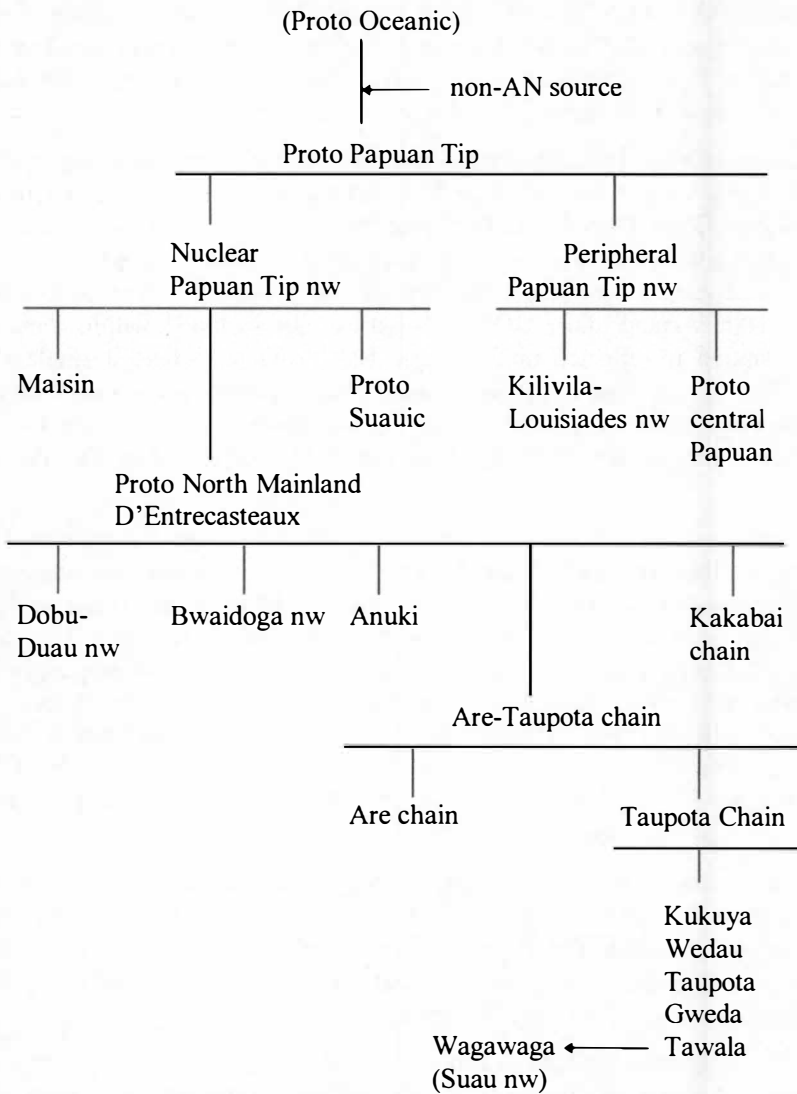 (Proto Oceanic)
non-AN source
Proto Papuan Tip
Nuclear
Papuan Tip nw
Peripheral
Papuan Tip nw
Maisin
Proto
Suauic
Kilivila-
Louisiades nw
Proto
central
Papuan
Proto North Mainland
D'Entrecasteaux
Dobu-
Duau nw
Bwaidoga nw
Anuki
Kakabai
chain
Are-Taupota chain
Are chain
Taupota Chain
Kukuya
Wedau
Taupota
Gweda
Tawala
Wagawaga
(Suau nw)